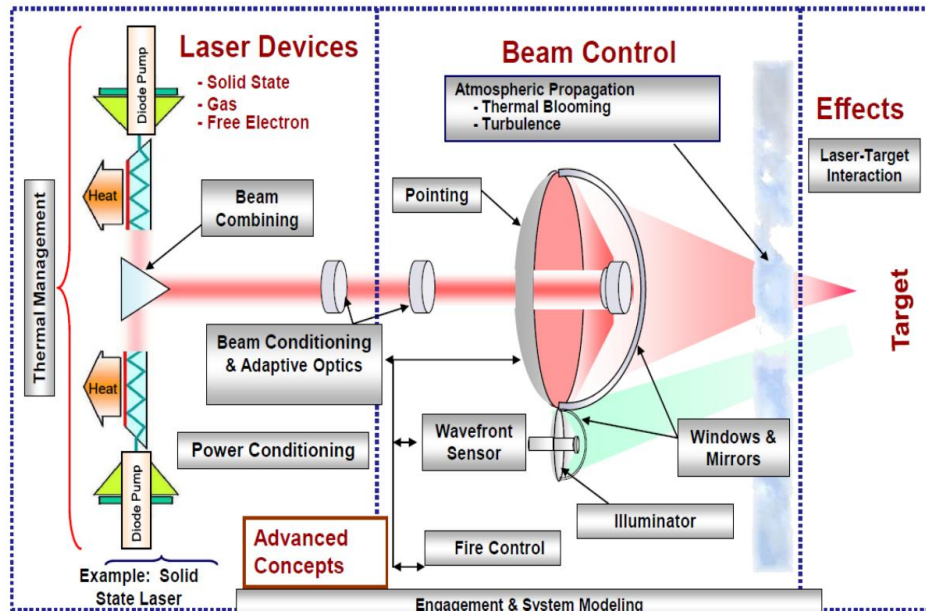 Laser Devices
- Solid State
- Gas
- Free Electron
Diode Pump
Heat
Thermal Management
Beam
Combining
Heat
Diode Pump
Power Conditioning
Example: Solid
State Laser
Beam Control
Atmospheric Propagation
- Thermal Blooming
- Turbulence
Pointing
Beam Conditioning
& Adaptive Optics
Wavefront
Sensor
Windows &
Mirrors
Illuminator
Fire Control
Advanced
Concepts
Engagement & System Modeling
Effects
Laser-Target
Interaction
Target